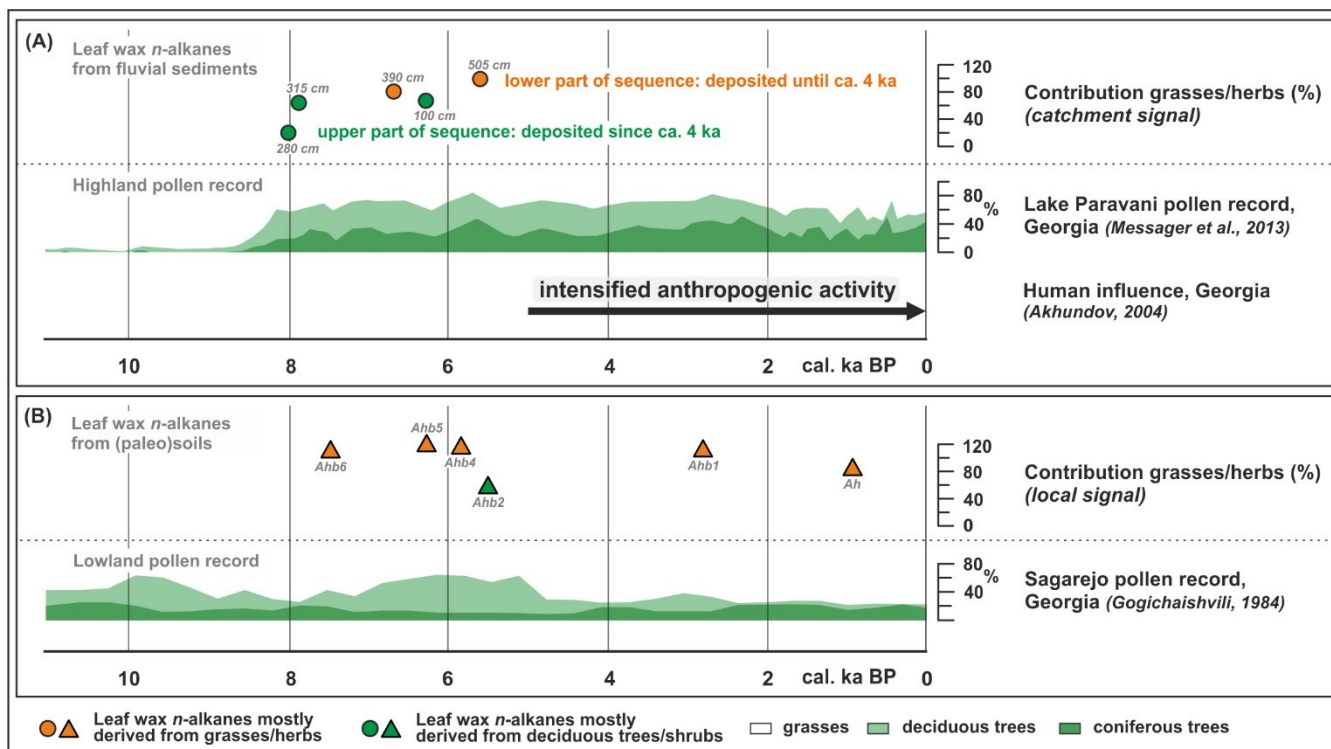 (A)
Leaf wax n-alkanes
from fluvial sediments
315 cm
280 cm
390 cm
100 cm
505 cm
lower part of sequence: deposited until ca. 4 ka
upper part of sequence: deposited since ca. 4 ka
120
80
40
0
Contribution grasses/herbs (%)
(catchment signal)
Highland pollen record
80
%
40
0
Lake Paravani pollen record,
Georgia (Messager et al., 2013)
intensified anthropogenic activity
Human influence, Georgia
(Akhundov, 2004)
10 8 6 4 2 cal. ka BP 0
(B)
Leaf wax n-alkanes
from (paleo)soils
Ahb6
Ahb5
Ahb4
Ahb2
Ahb1
Ah
120
80
40
0
Contribution grasses/herbs (%)
(local signal)
Lowland pollen record
80
%
40
Sagarejo pollen record,
Georgia (Gogichaishvili, 1984)
10 8 6 4 2 cal. ka BP 0
Leaf wax n-alkanes mostly
derived from grasses/herbs
Leaf wax n-alkanes mostly
derived from deciduous trees/shrubs
grasses
deciduous trees
coniferous trees